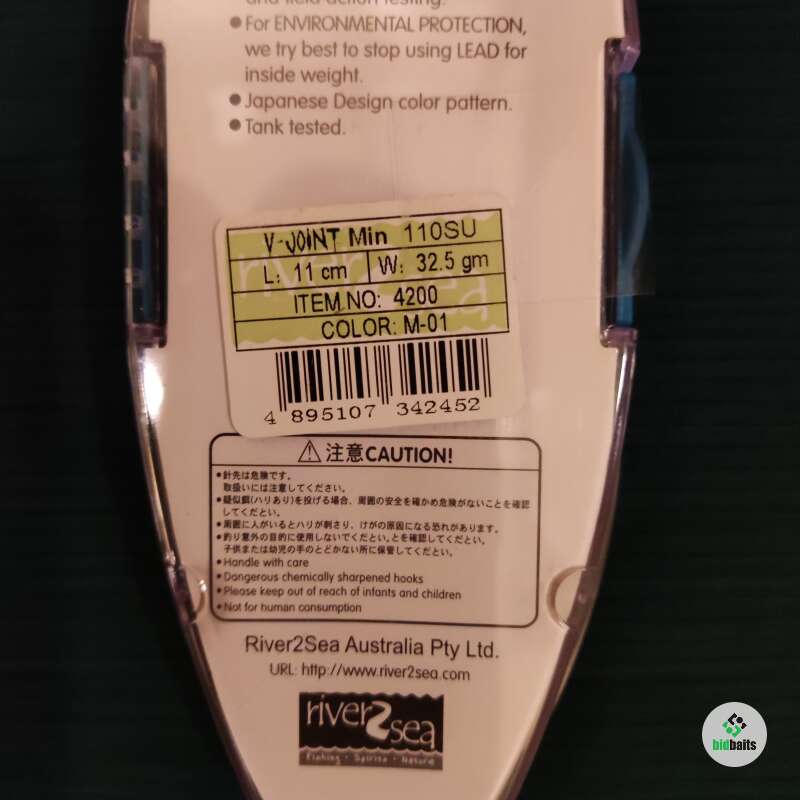 and field action testing.
• For ENVIRONMENTAL PROTECTION,
we try best to stop using LEAD for
inside weight.
• Japanese Design color pattern.
• Tank tested.
V-JOINT Min 110SU
L: 11 cm W: 32.5 gm
ITEM NO: 4200
COLOR: M-01
river2sea
4 895107 342452
⚠注意CAUTION!
•針先は危険です。
取扱いには注意してください。
•疑似餌(ハリあり)を投げる場合、周囲の安全を確かめ危険がないことを確認
してください。
•周囲に人がいるとハリが刺さり、けがの原因になる恐れがあります。
•釣り意外の目的に使用しないでください。とを確認してください。
子供または幼児の手のとどかない所に保管してください。
•Handle with care
•Dangerous chemically sharpened hooks
•Please keep out of reach of infants and children
•Not for human consumption
River2Sea Australia Pty Ltd.
URL: http://www.river2sea.com
river2sea
Fishing · Spirits · Nature
bidbaits